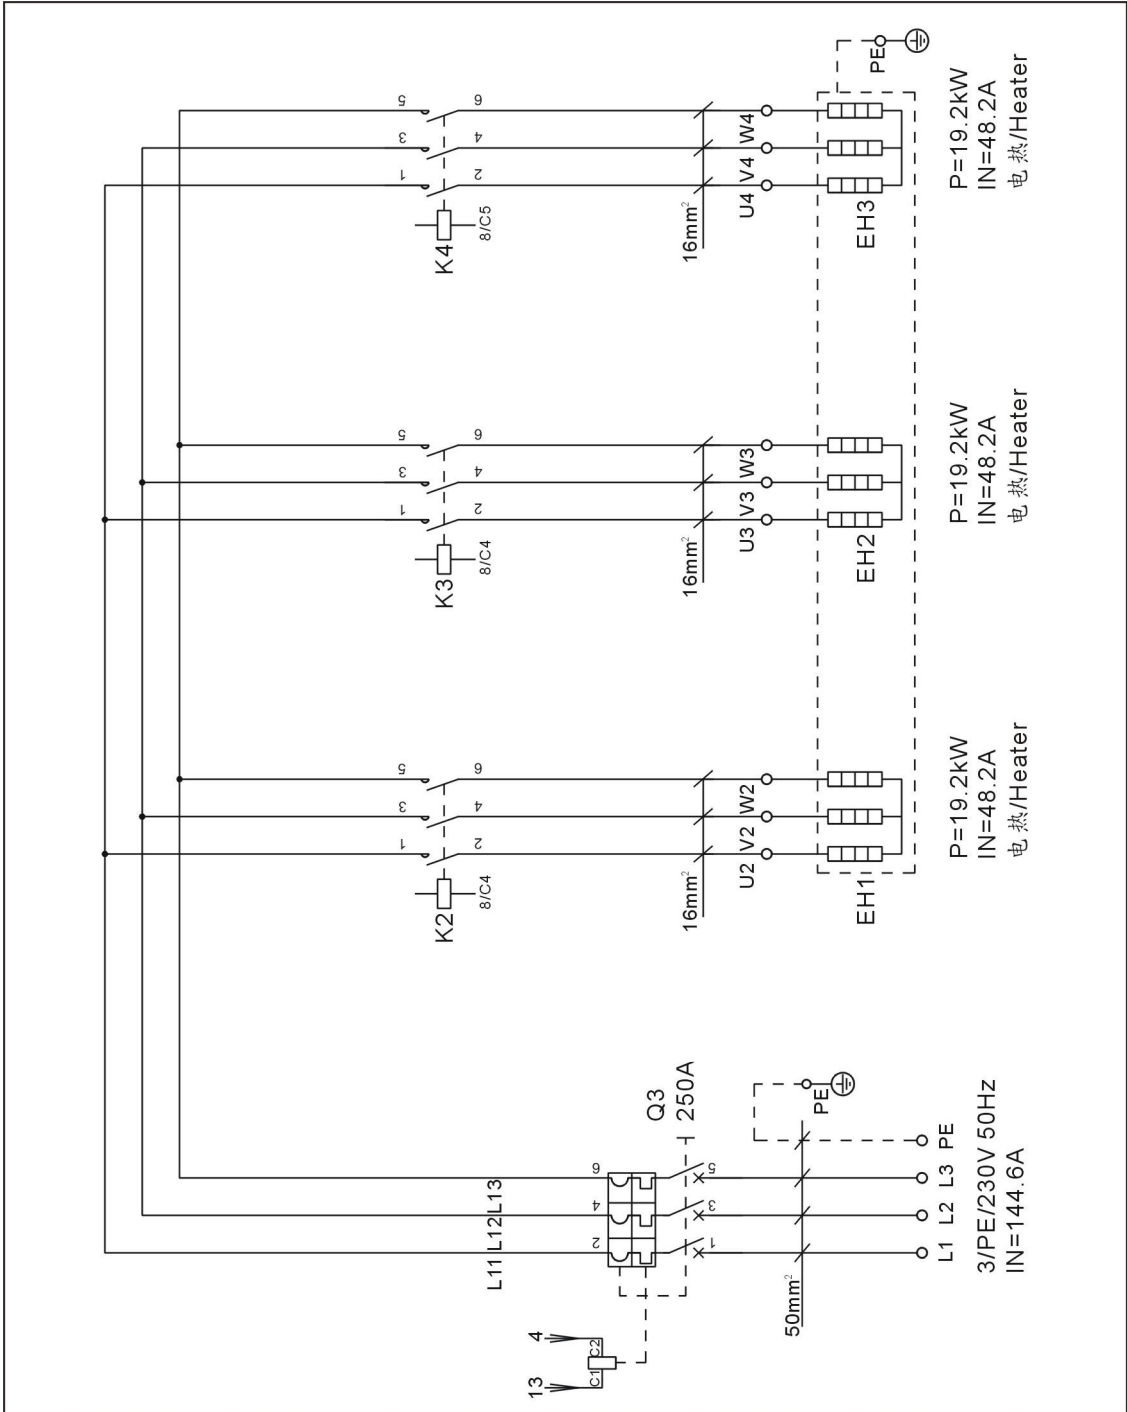 13
4
C1
C2
L11
L12
L13
2
4
6
Q3
250A
1
3
5
50mm²
PE
L1
L2
L3
PE
3/PE/230V 50Hz
IN=144.6A
K2
8/C4
1
3
5
2
4
6
16mm²
U2
V2
W2
EH1
P=19.2kW
IN=48.2A
电热/Heater
K3
8/C4
1
3
5
2
4
6
16mm²
U3
V3
W3
EH2
P=19.2kW
IN=48.2A
电热/Heater
K4
8/C5
1
3
5
2
4
6
16mm²
U4
V4
W4
EH3
PE
P=19.2kW
IN=48.2A
电热/Heater